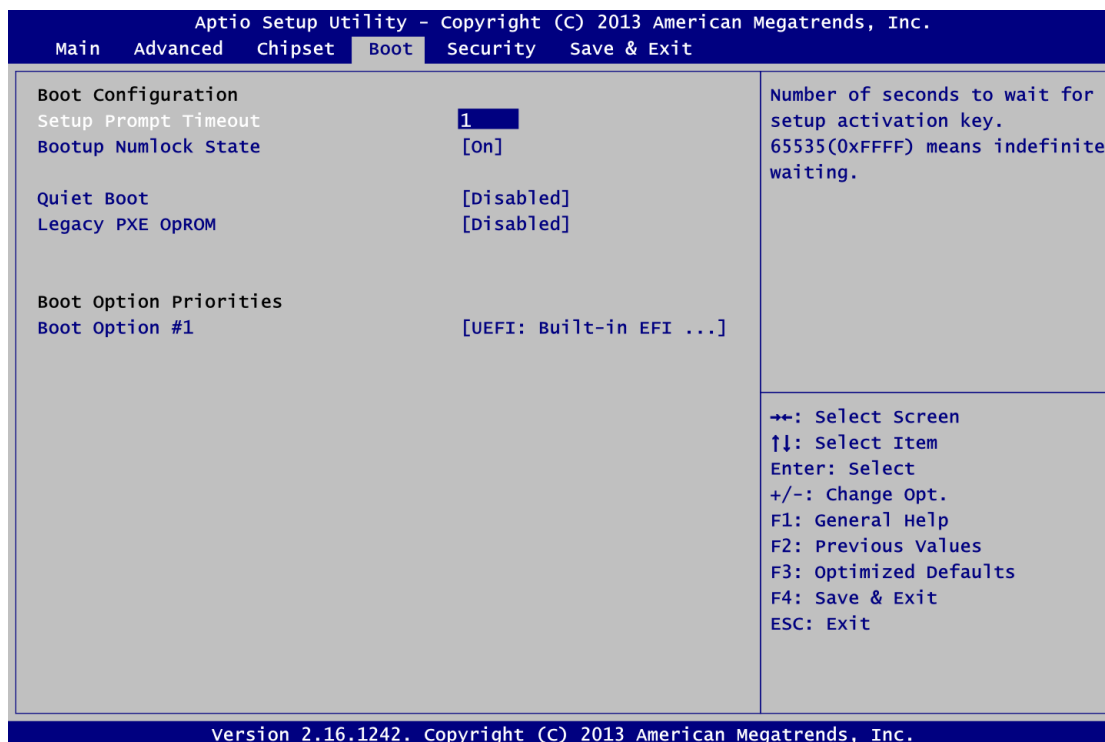 Aptio Setup Utility - Copyright (C) 2013 American Megatrends, Inc.
Main Advanced Chipset Boot Security Save & Exit
Boot Configuration
Setup Prompt Timeout 1
Bootup Numlock State [On]
Quiet Boot [Disabled]
Legacy PXE OpROM [Disabled]
Boot Option Priorities
Boot Option #1 [UEFI: Built-in EFI ...]
Number of seconds to wait for
setup activation key.
65535(0xFFFF) means indefinite
waiting.
→←: Select Screen
↑↓: Select Item
Enter: Select
+/-: Change Opt.
F1: General Help
F2: Previous Values
F3: Optimized Defaults
F4: Save & Exit
ESC: Exit
Version 2.16.1242. Copyright (C) 2013 American Megatrends, Inc.